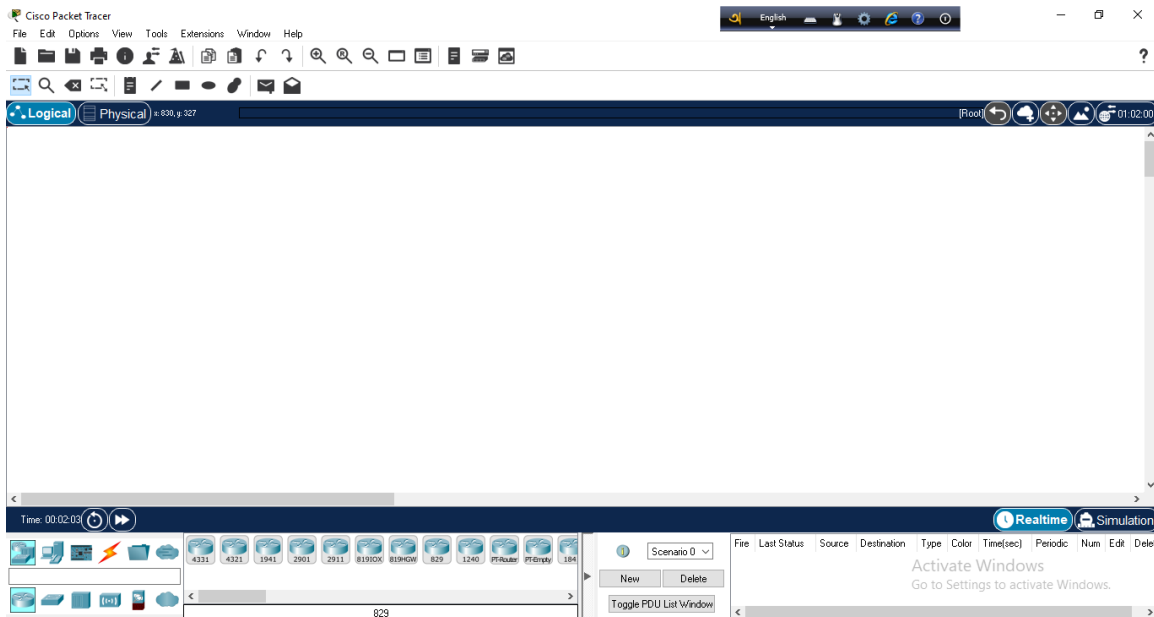 Cisco Packet Tracer
অ English
File Edit Options View Tools Extensions Window Help
Logical Physical x: 830, y: 327 [Root] 01:02:00
Time: 00:02:03 Realtime Simulation
4331 4321 1941 2901 2911 819IOX 819HGW 829 1240 PT-Router PT-Empty 184
829
Scenario 0
New Delete
Toggle PDU List Window
Fire Last Status Source Destination Type Color Time(sec) Periodic Num Edit Dele
Activate Windows
Go to Settings to activate Windows.